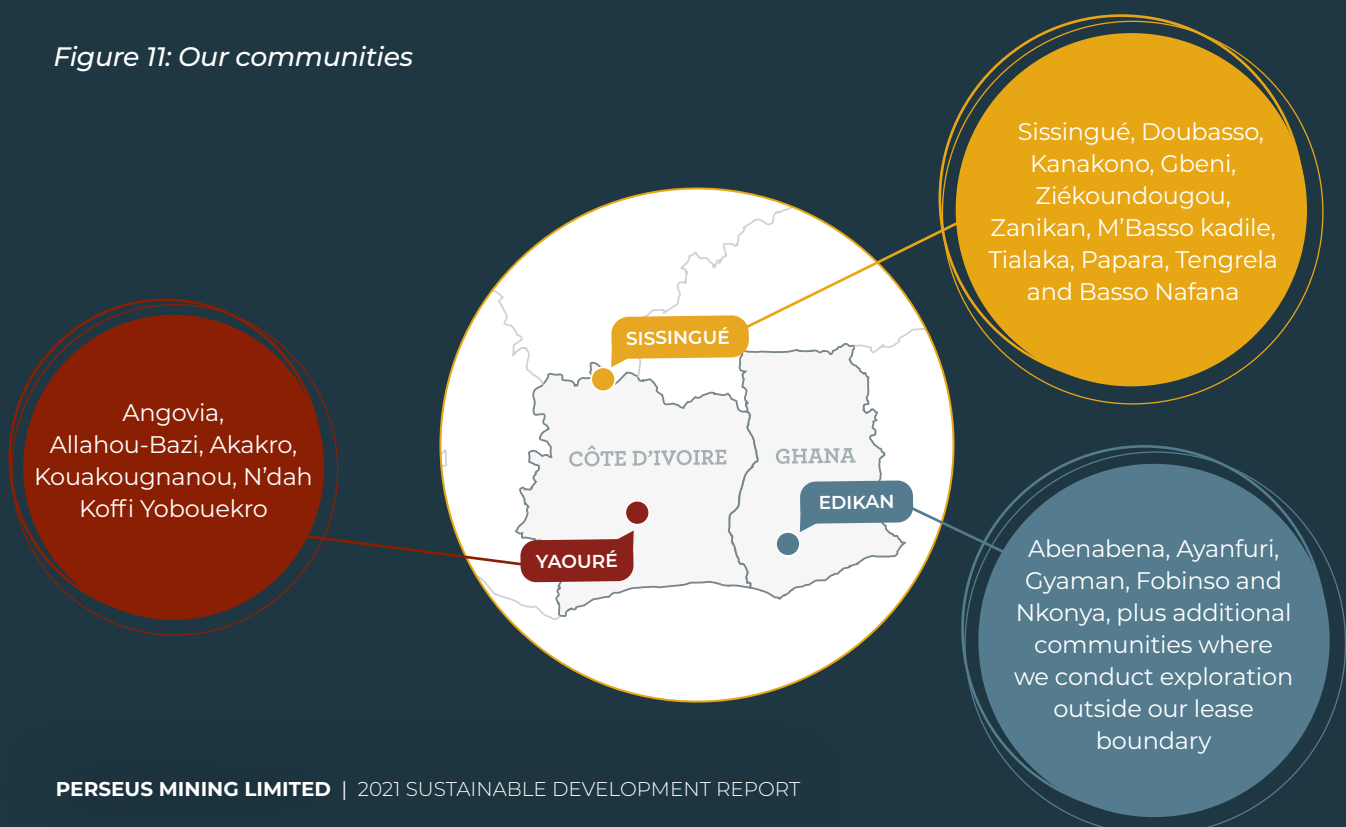 Figure 11: Our communities
Sissingué, Doubasso,
Kanakono, Gbeni,
Ziékoundougou,
Zanikan, M'Basso kadile,
Tialaka, Papara, Tengrela
and Basso Nafana
SISSINGUÉ
Angovia,
Allahou-Bazi, Akakro,
Kouakougnanou, N'dah
Koffi Yobouekro
CÔTE D'IVOIRE
GHANA
EDIKAN
YAOURÉ
Abenabena, Ayanfuri,
Gyaman, Fobinso and
Nkonya, plus additional
communities where
we conduct exploration
outside our lease
boundary
PERSEUS MINING LIMITED | 2021 SUSTAINABLE DEVELOPMENT REPORT